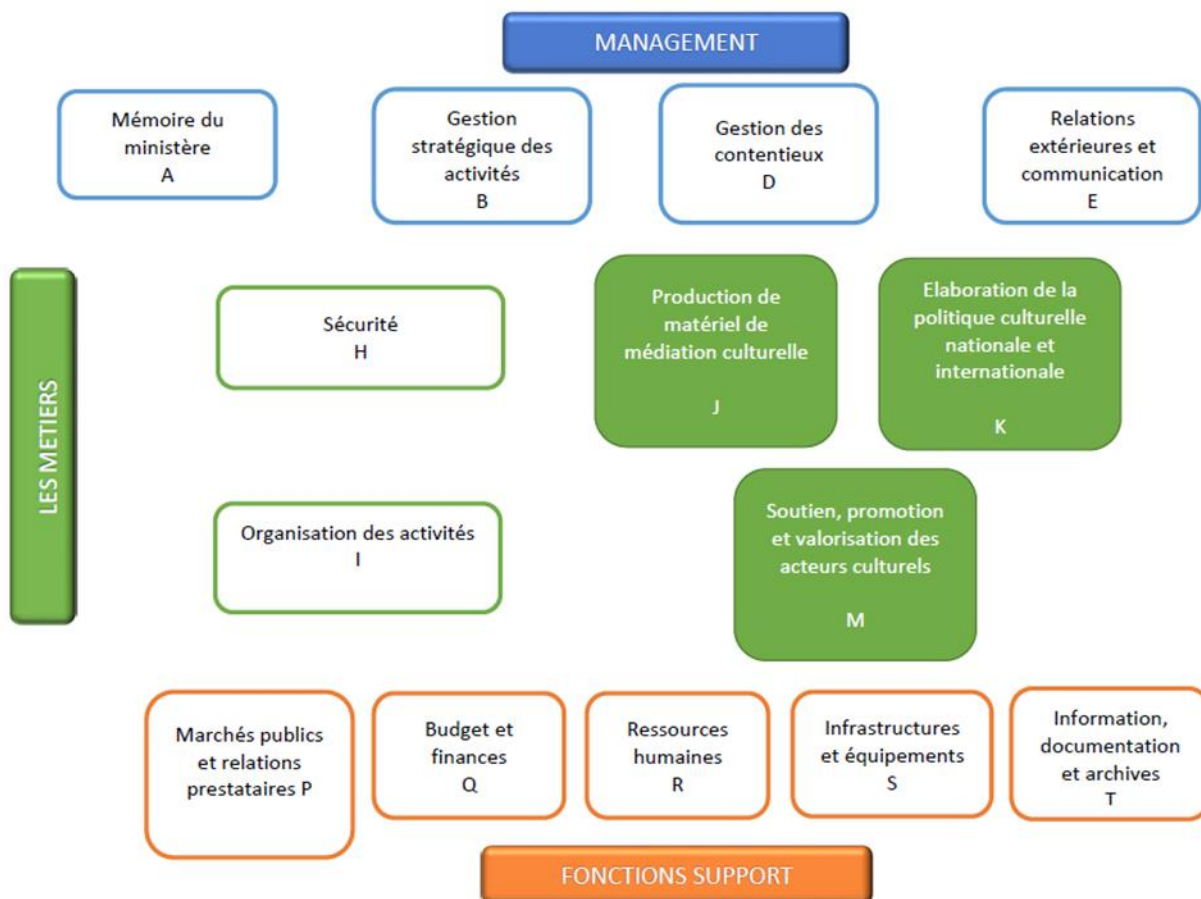 MANAGEMENT
Mémoire du
ministère
A
Gestion
stratégique des
activités
B
Gestion des
contentieux
D
Relations
extérieures et
communication
E
LES METIERS
Sécurité
H
Production de
matériel de
médiation culturelle
J
Elaboration de la
politique culturelle
nationale et
internationale
K
Organisation des activités
I
Soutien, promotion
et valorisation des
acteurs culturels
M
Marchés publics
et relations
prestataires P
Budget et
finances
Q
Ressources
humaines
R
Infrastructures
et équipements
S
Information,
documentation
et archives
T
FONCTIONS SUPPORT